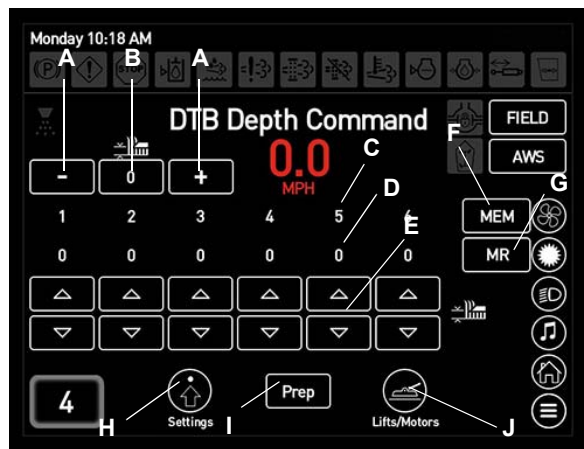 Monday 10:18 AM
A B A
(P) STOP
DTB Depth Command
FIELD
0.0
MPH
C
F
AWS
- 0 +
G
D
1 2 3 4 5 6
MEM
E
0 0 0 0 0 0
MR
4
Prep
H Settings I Lifts/Motors J